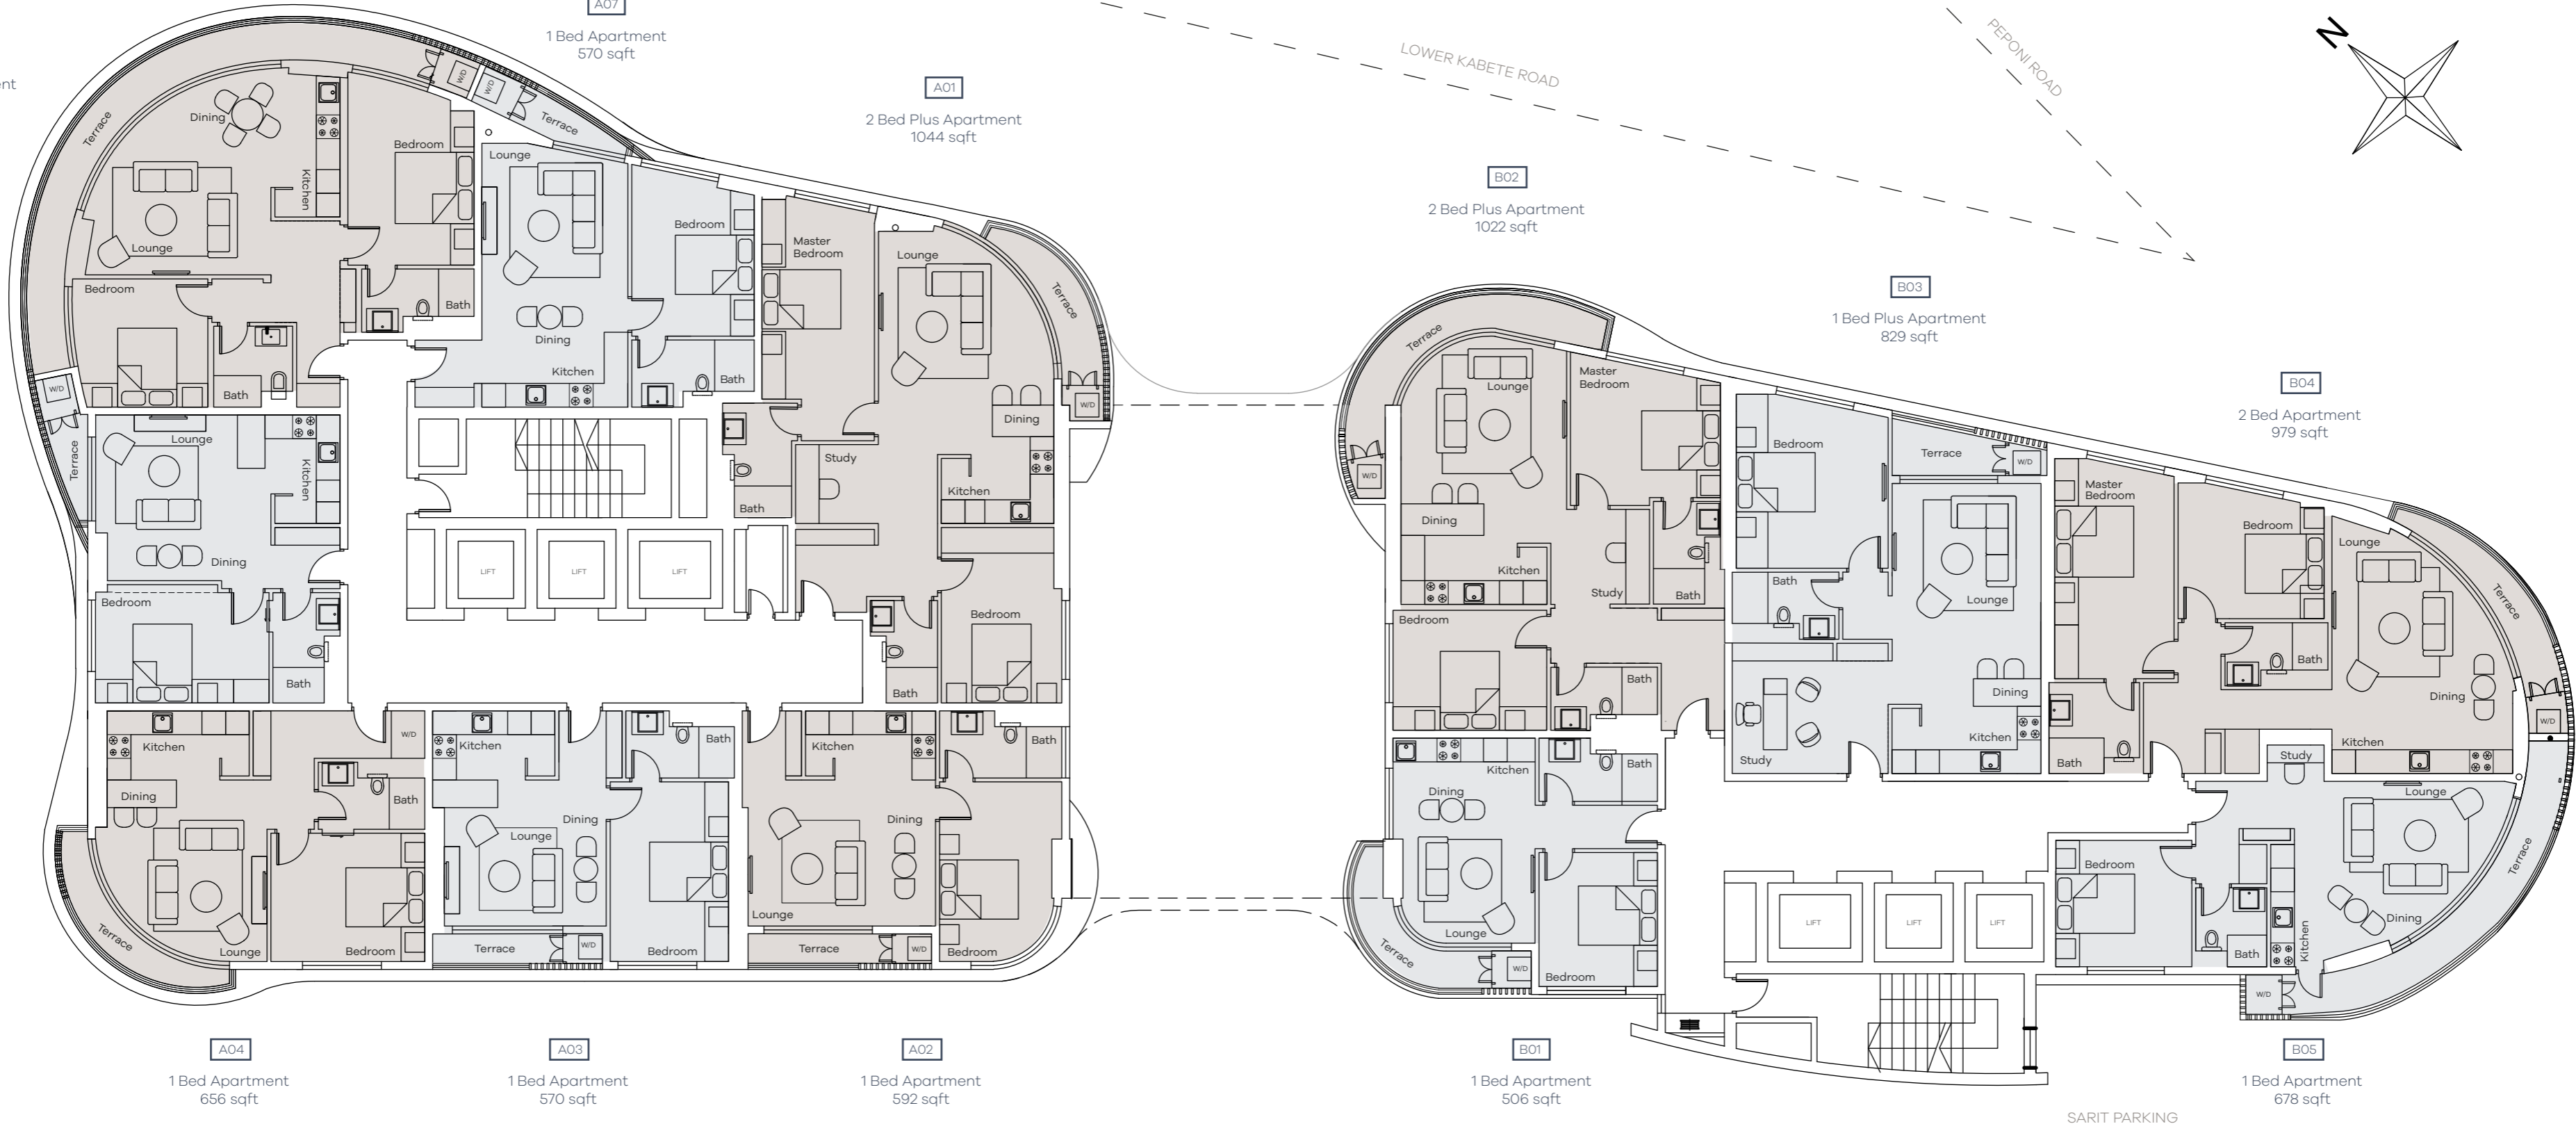 A07
1 Bed Apartment
570 sqft
A01
2 Bed Plus Apartment
1044 sqft
LOWER KABETE ROAD
PEPONI ROAD
N
B02
2 Bed Plus Apartment
1022 sqft
B03
1 Bed Plus Apartment
829 sqft
B04
2 Bed Apartment
979 sqft
ent
Terrace
Dining
Kitchen
Lounge
Bedroom
Bath
W/D
Bedroom
Bath
W/D
Terrace
Lounge
Dining
Kitchen
Bedroom
Bath
Master
Bedroom
Lounge
Terrace
W/D
Dining
Kitchen
Study
Bath
Bedroom
Bath
W/D
Terrace
Lounge
Kitchen
Dining
Bedroom
Bath
LIFT
LIFT
LIFT
Kitchen
W/D
Dining
Bath
Lounge
Bedroom
Terrace
Kitchen
Bath
Dining
Lounge
Bedroom
Terrace
W/D
Kitchen
Bath
Dining
Lounge
Bedroom
Terrace
W/D
Terrace
Lounge
Master
Bedroom
W/D
Dining
Kitchen
Study
Bath
Bedroom
Bath
Bedroom
Terrace
W/D
Bath
Lounge
Dining
Kitchen
Study
Master
Bedroom
Bedroom
Lounge
Terrace
Bath
Dining
W/D
Kitchen
Bath
Kitchen
Bath
Dining
Lounge
Bedroom
Terrace
W/D
LIFT
LIFT
LIFT
Study
Lounge
Bedroom
Terrace
Dining
Kitchen
Bath
W/D
A04
1 Bed Apartment
656 sqft
A03
1 Bed Apartment
570 sqft
A02
1 Bed Apartment
592 sqft
B01
1 Bed Apartment
506 sqft
B05
1 Bed Apartment
678 sqft
SARIT PARKING